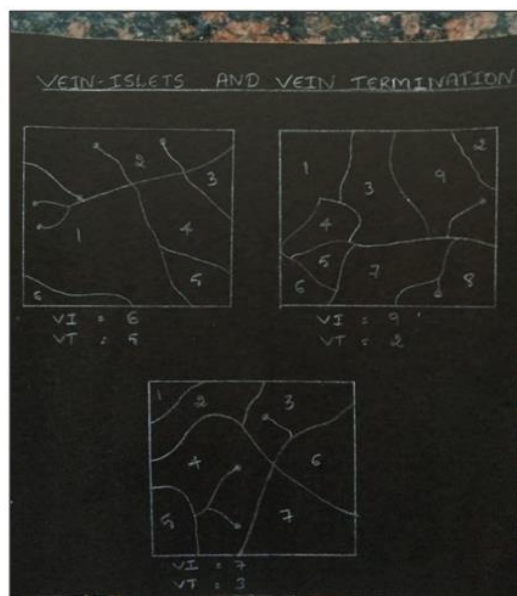 VEIN-ISLETS AND VEIN TERMINATION
1 2 3 4 5 6
VI = 6
VT = 5
1 2 3 4 5 6 7 8 9
VI = 9
VT = 2
1 2 3 4 5 6 7
VI = 7
VT = 3